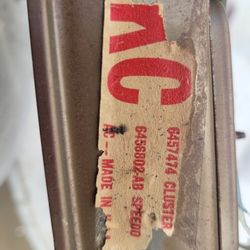 AC
6457474 CLUSTER
6456802-AB SPEEDO
AC -- MADE IN U.